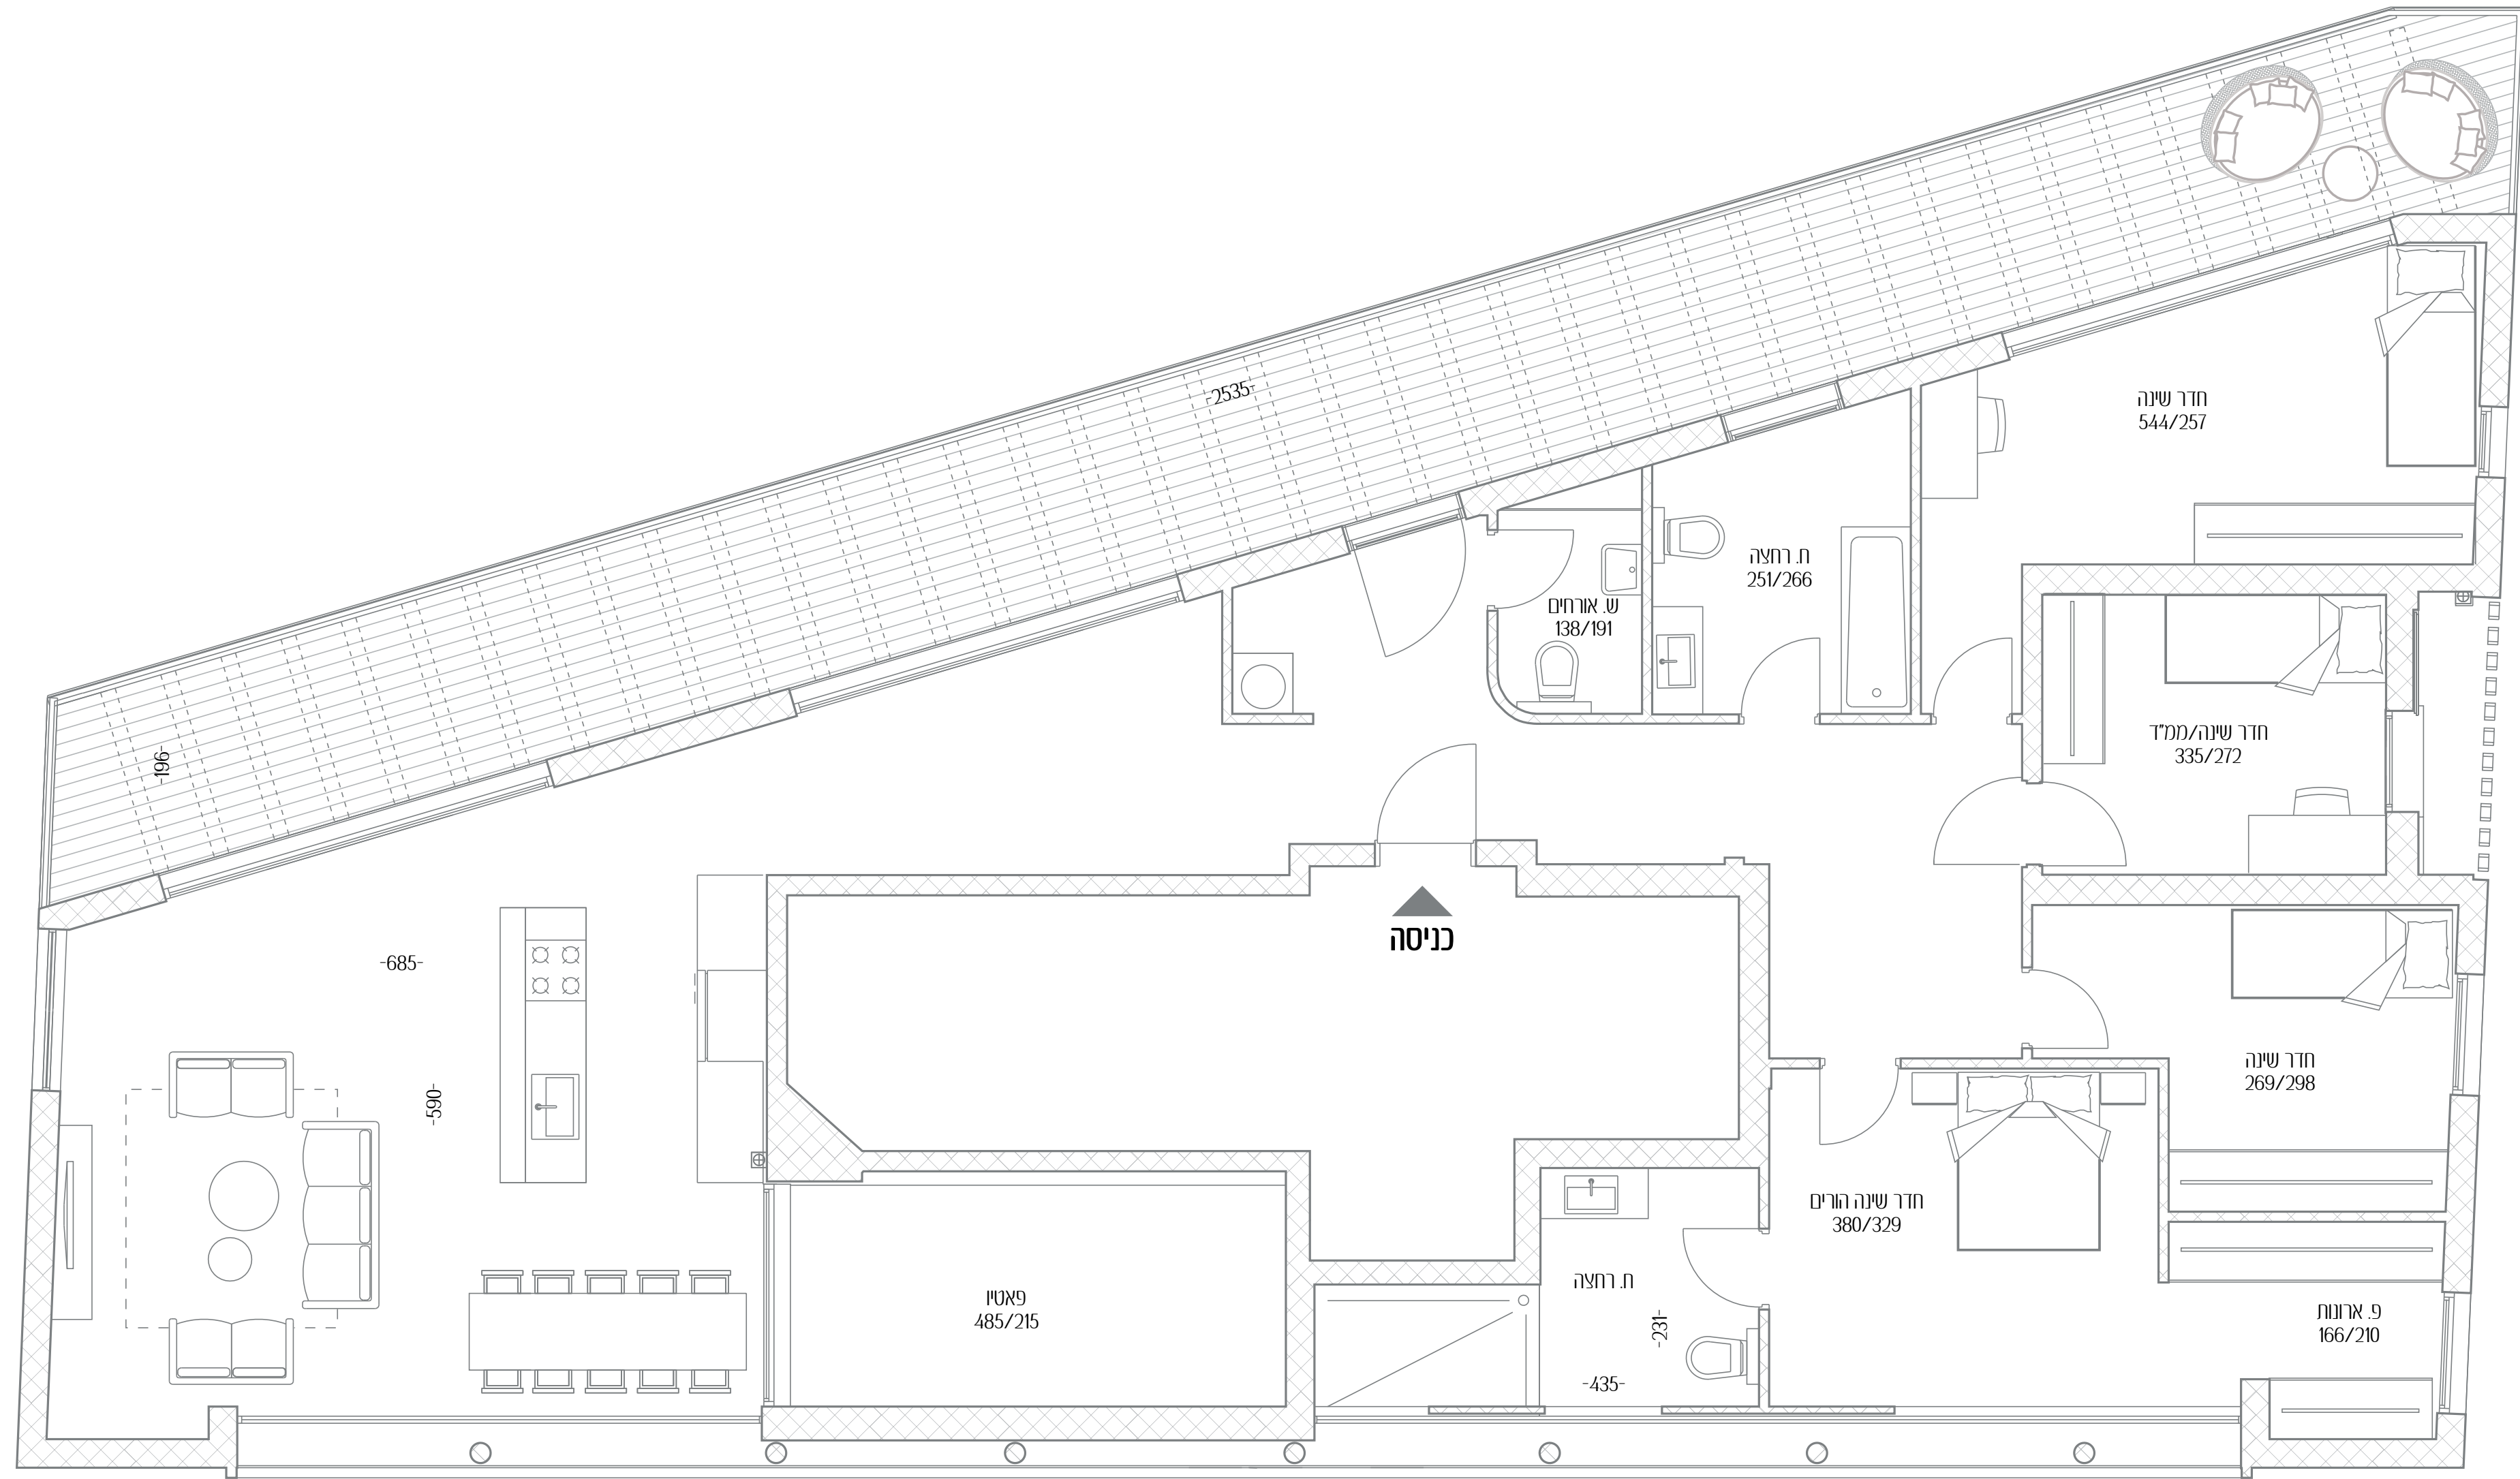 -2535-
חדר שינה
544/257
ח. רחצה
251/266
ש. אורחים
138/191
חדר שינה/ממ"ד
335/272
-196-
כניסה
-685-
-590-
חדר שינה
269/298
חדר שינה הורים
380/329
ח. רחצה
-231-
-435-
פאטיו
485/215
פ. ארונות
166/210